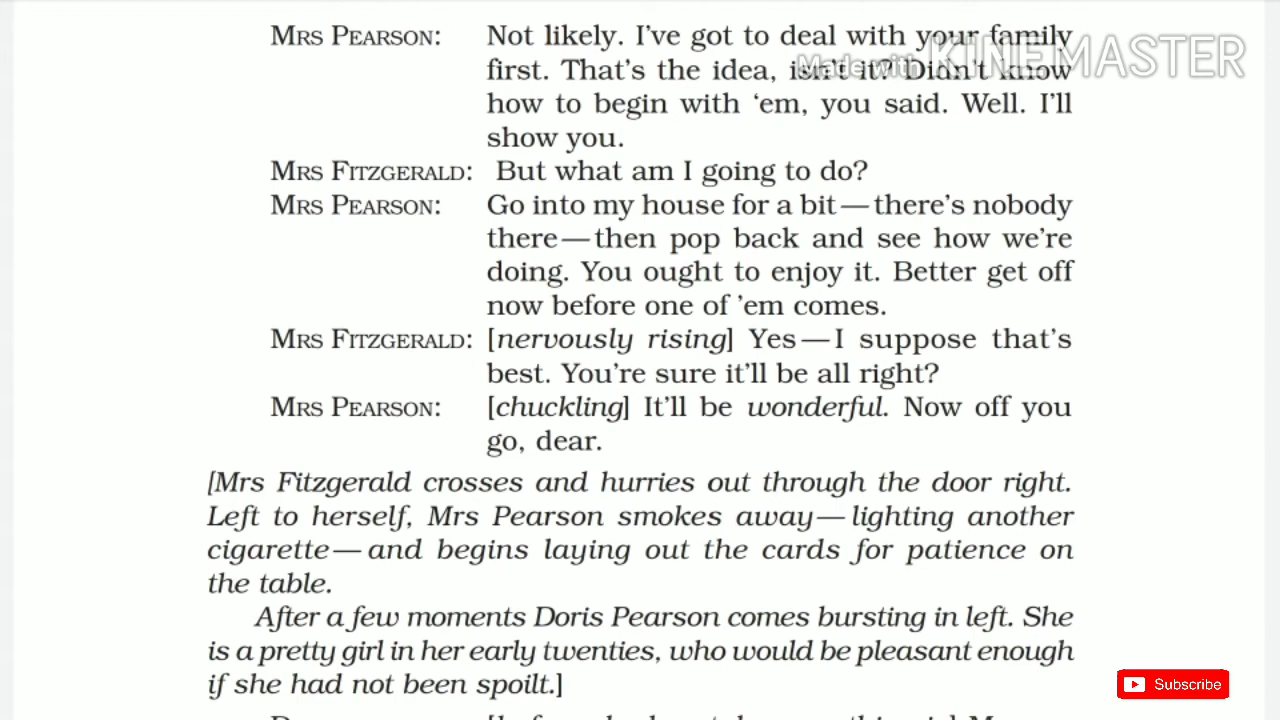 MRS PEARSON: Not likely. I've got to deal with your family
first. That's the idea, isn't it? Didn't know
how to begin with 'em, you said. Well. I'll
show you.
MRS FITZGERALD: But what am I going to do?
MRS PEARSON: Go into my house for a bit—there's nobody
there—then pop back and see how we're
doing. You ought to enjoy it. Better get off
now before one of 'em comes.
MRS FITZGERALD: [nervously rising] Yes—I suppose that's
best. You're sure it'll be all right?
MRS PEARSON: [chuckling] It'll be wonderful. Now off you
go, dear.
[Mrs Fitzgerald crosses and hurries out through the door right.
Left to herself, Mrs Pearson smokes away—lighting another
cigarette—and begins laying out the cards for patience on
the table.
After a few moments Doris Pearson comes bursting in left. She
is a pretty girl in her early twenties, who would be pleasant enough
if she had not been spoilt.]
Made with KINEMASTER
Subscribe